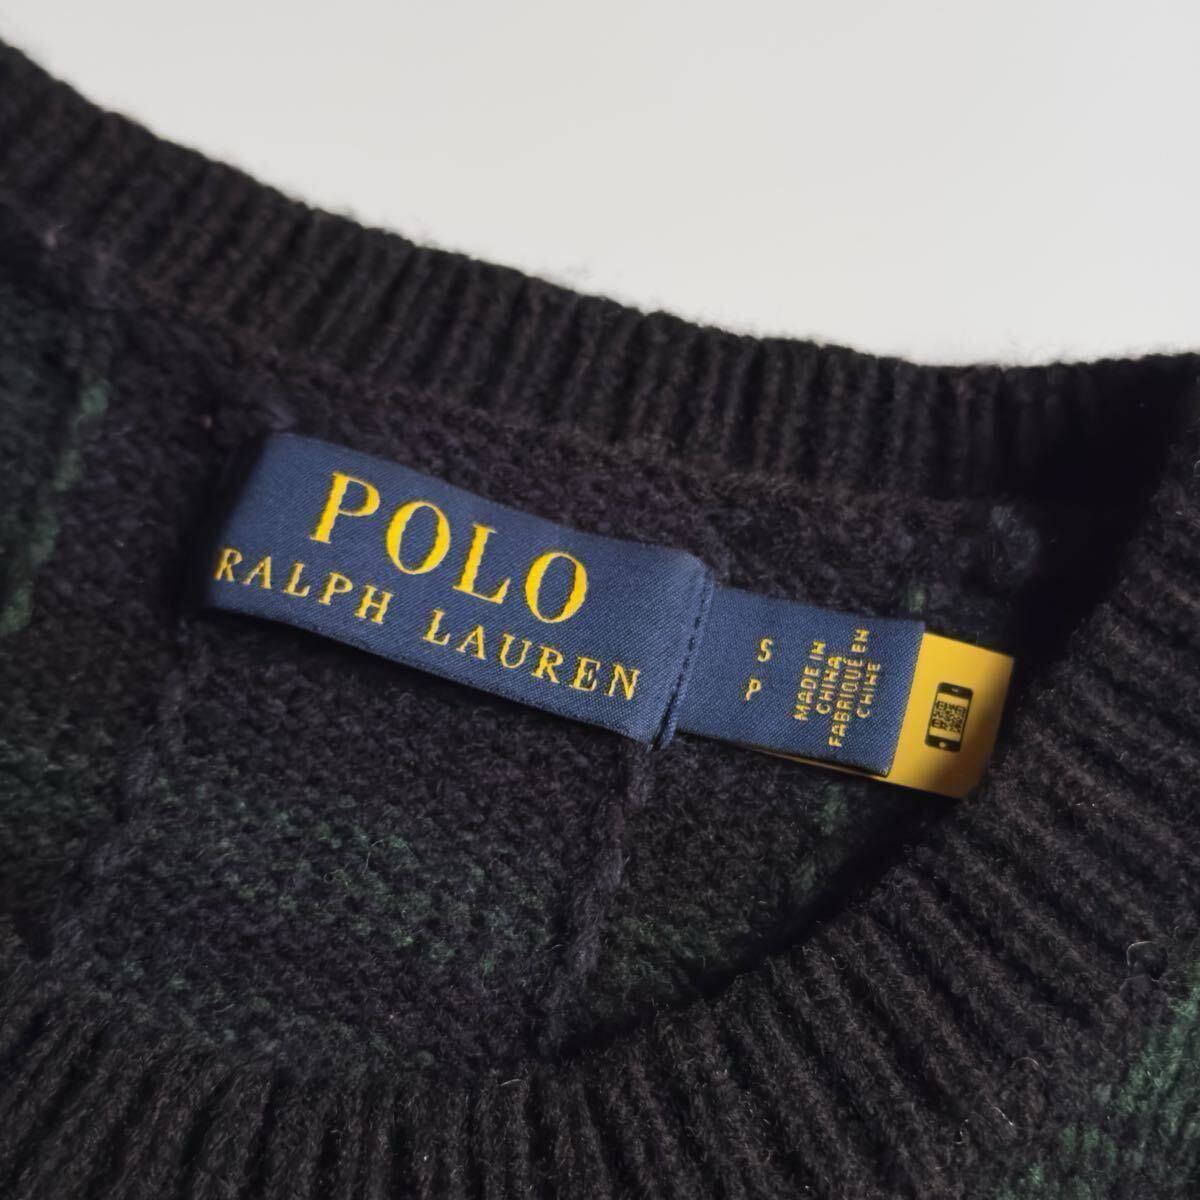 POLO
RALPH LAUREN
S
P
MADE IN
CHINA
FABRIQUÉ EN
CHINE